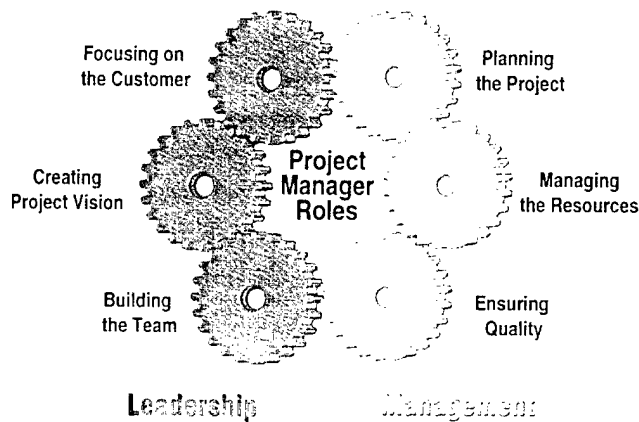 Focusing on
the Customer
Planning
the Project
Creating
Project Vision
Project
Manager
Roles
Managing
the Resources
Building
the Team
Ensuring
Quality
Leadership
Management